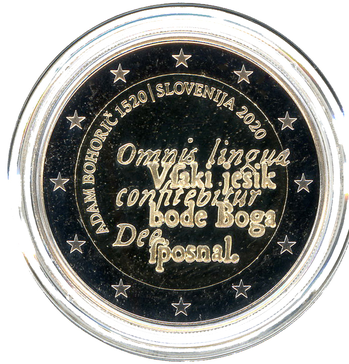 ADAM BOHORIČ 1520 | SLOVENIJA 2020
Omnis lingua
Vſaki jesik
confitebitur
bode Boga
Deo
ſposnal.